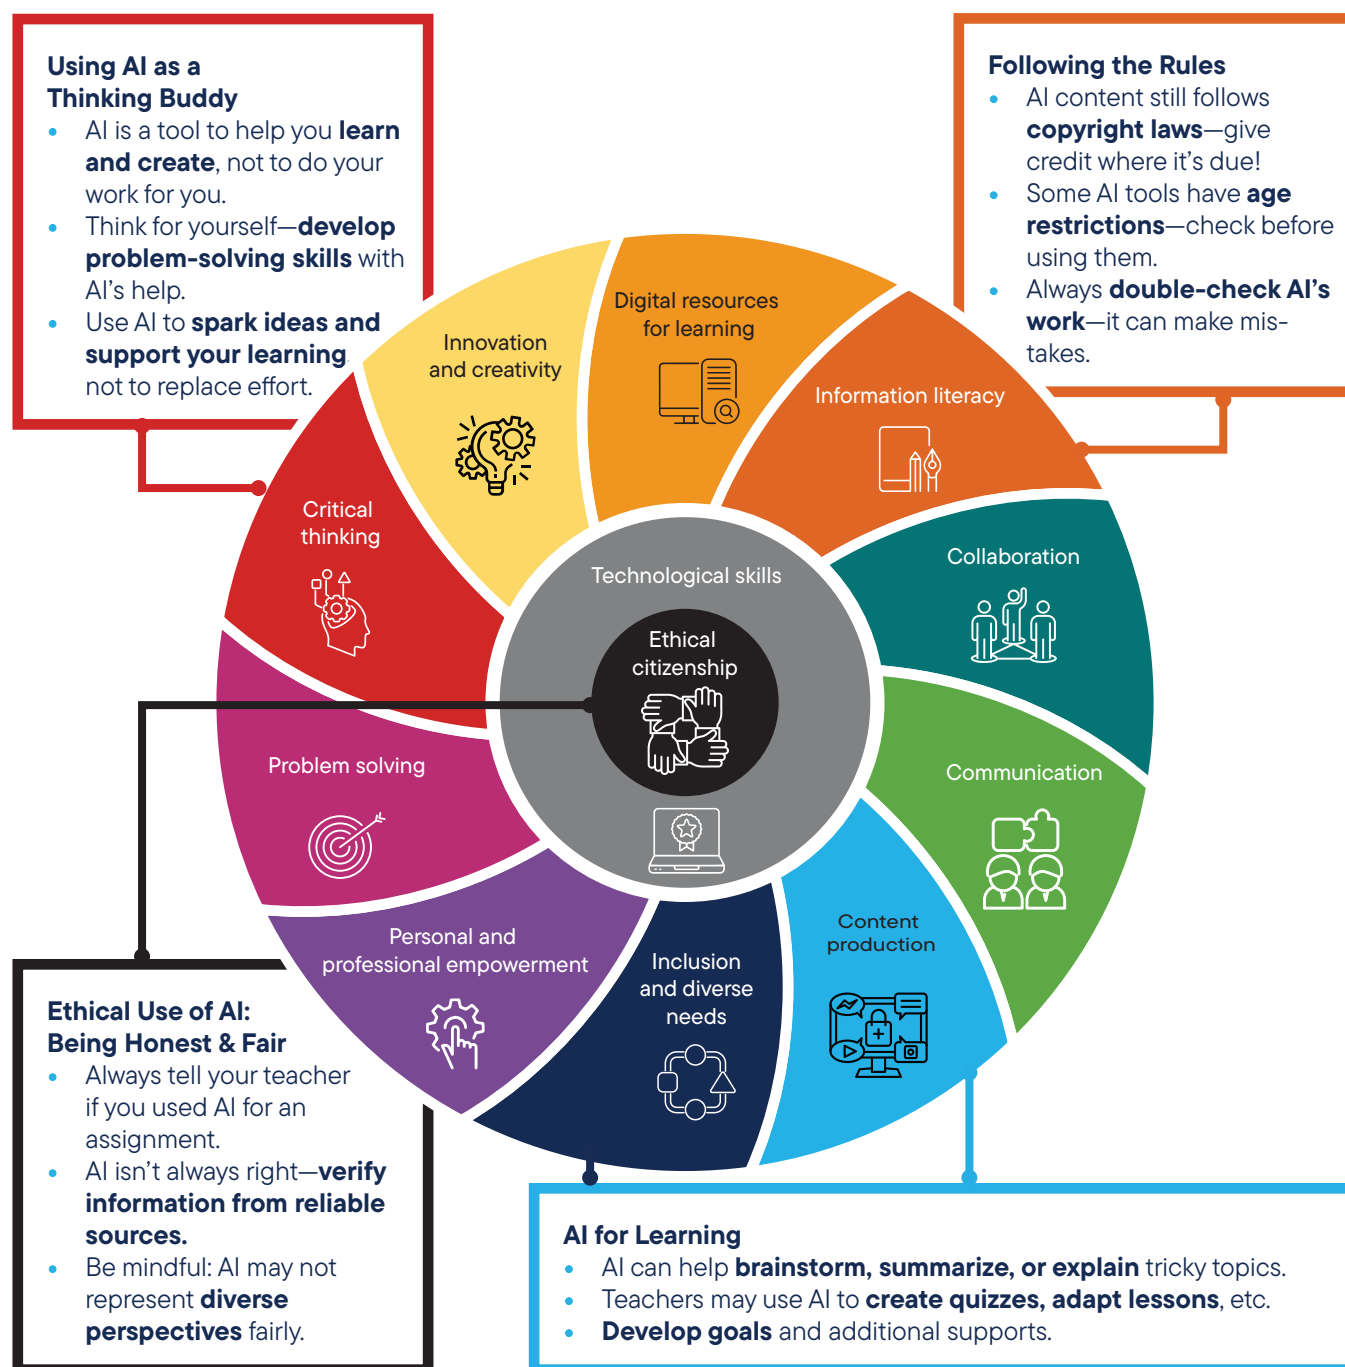 Using AI as a
Thinking Buddy
• AI is a tool to help you learn
and create, not to do your
work for you.
• Think for yourself—develop
problem-solving skills with
AI's help.
• Use AI to spark ideas and
support your learning
not to replace effort.
Following the Rules
• AI content still follows
copyright laws—give
credit where it's due!
• Some AI tools have age
restrictions—check before
using them.
• Always double-check AI's
work—it can make mis-
takes.
Digital resources
for learning
Innovation
and creativity
Information literacy
Critical
thinking
Collaboration
Technological skills
Ethical
citizenship
Problem solving
Communication
Content
production
Personal and
professional empowerment
Inclusion
and diverse
needs
Ethical Use of AI:
Being Honest & Fair
• Always tell your teacher
if you used AI for an
assignment.
• AI isn't always right—verify
information from reliable
sources.
• Be mindful: AI may not
represent diverse
perspectives fairly.
AI for Learning
• AI can help brainstorm, summarize, or explain tricky topics.
• Teachers may use AI to create quizzes, adapt lessons, etc.
• Develop goals and additional supports.